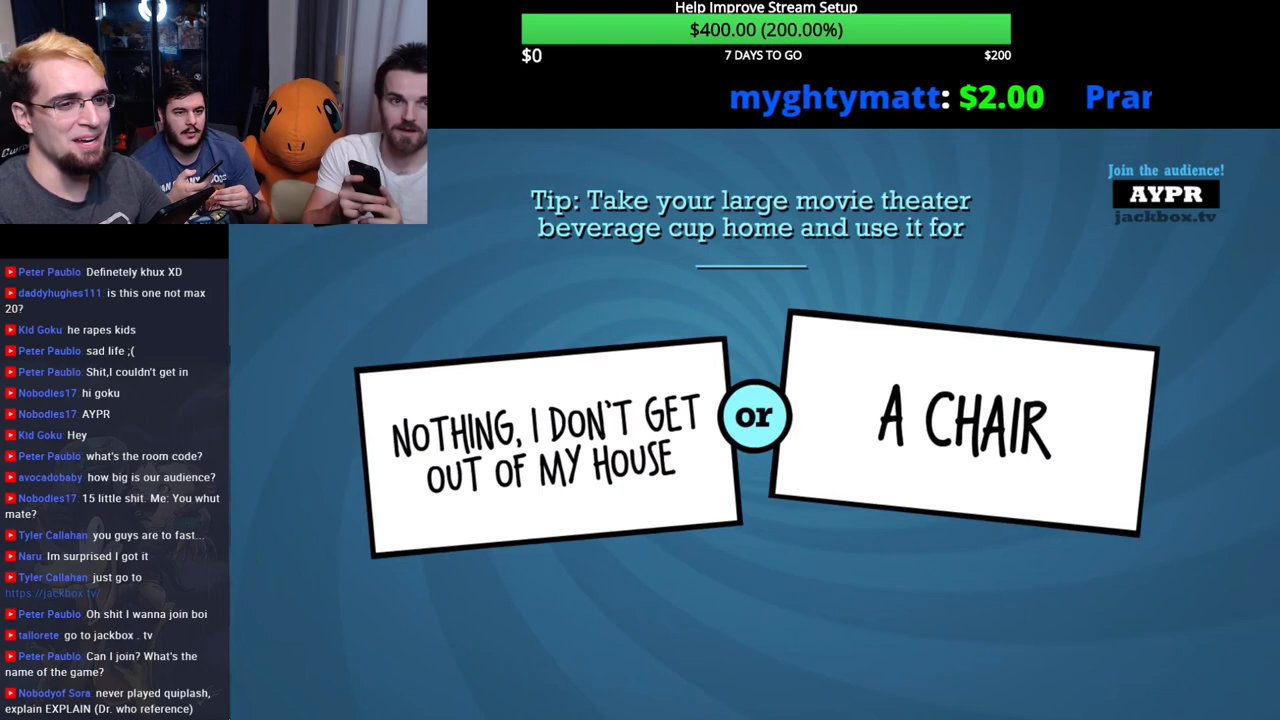 Help Improve Stream Setup
$400.00 (200.00%)
$0
7 DAYS TO GO
$200
myghtymatt: $2.00 Prar
Join the audience!
AYPR
jackbox.tv
Tip: Take your large movie theater
beverage cup home and use it for
NOTHING, I DON'T GET
OUT OF MY HOUSE
or
A CHAIR
Peter Paublo Definetely khux XD
daddyhughes111 is this one not max
20?
Kid Goku he rapes kids
Peter Paublo sad life ;(
Peter Paublo Shit,I couldn't get in
Nobodies17 hi goku
Nobodies17 AYPR
Kid Goku Hey
Peter Paublo what's the room code?
avocadobaby how big is our audience?
Nobodies17 15 little shit. Me: You whut
mate?
Tyler Callahan you guys are to fast...
Naru Im surprised I got it
Tyler Callahan just go to
https://jackbox.tv/
Peter Paublo Oh shit I wanna join boi
tallorete go to jackbox . tv
Peter Paublo Can I join? What's the
name of the game?
Nobodyof Sora never played quiplash,
explain EXPLAIN (Dr. who reference)